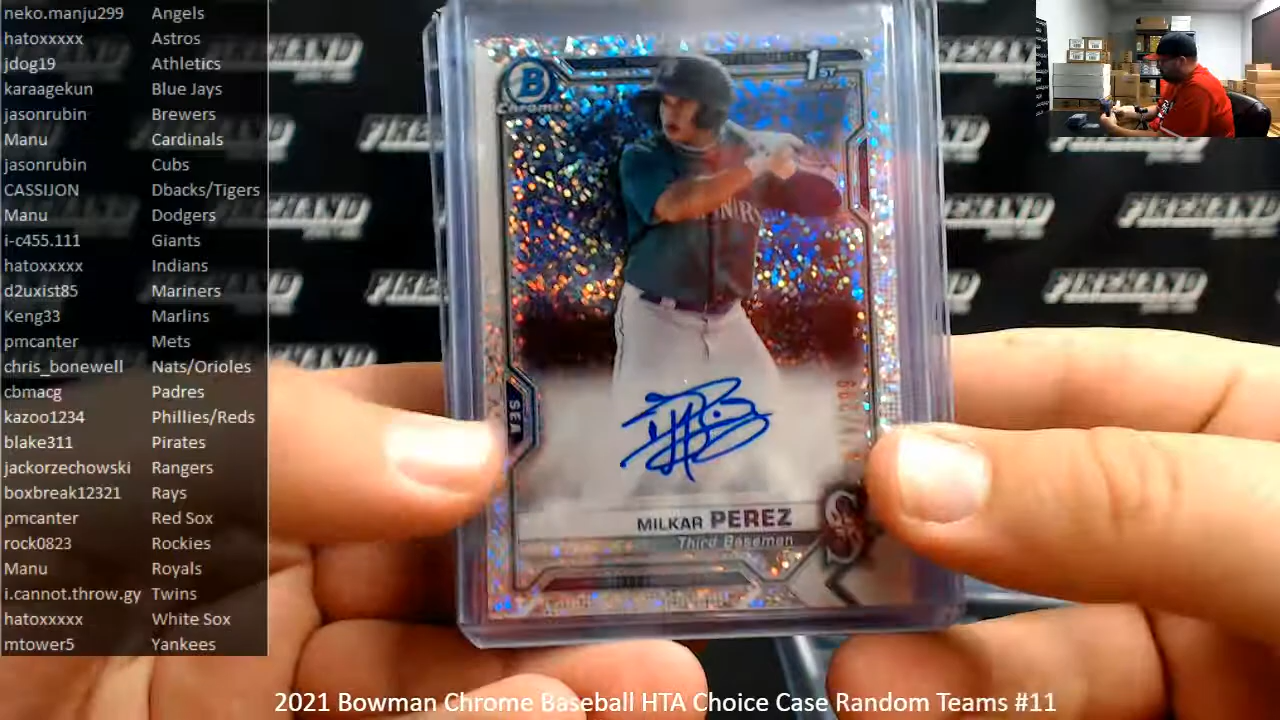 neko.manju299 Angels
hatoxxxxx Astros
jdog19 Athletics
karaagekun Blue Jays
jasonrubin Brewers
Manu Cardinals
jasonrubin Cubs
CASSIJON Dbacks/Tigers
Manu Dodgers
i-c455.111 Giants
hatoxxxxx Indians
d2uxist85 Mariners
Keng33 Marlins
pmcanter Mets
chris_bonewell Nats/Orioles
cbmacg Padres
kazoo1234 Phillies/Reds
blake311 Pirates
jackorzechowski Rangers
boxbreak12321 Rays
pmcanter Red Sox
rock0823 Rockies
Manu Royals
i.cannot.throw.gy Twins
hatoxxxxx White Sox
mtower5 Yankees
B
Chrome
1ST
SEA
MILKAR PEREZ
Third Baseman
FIREHAND
FIREHAND
FIREHAND
2021 Bowman Chrome Baseball HTA Choice Case Random Teams #11